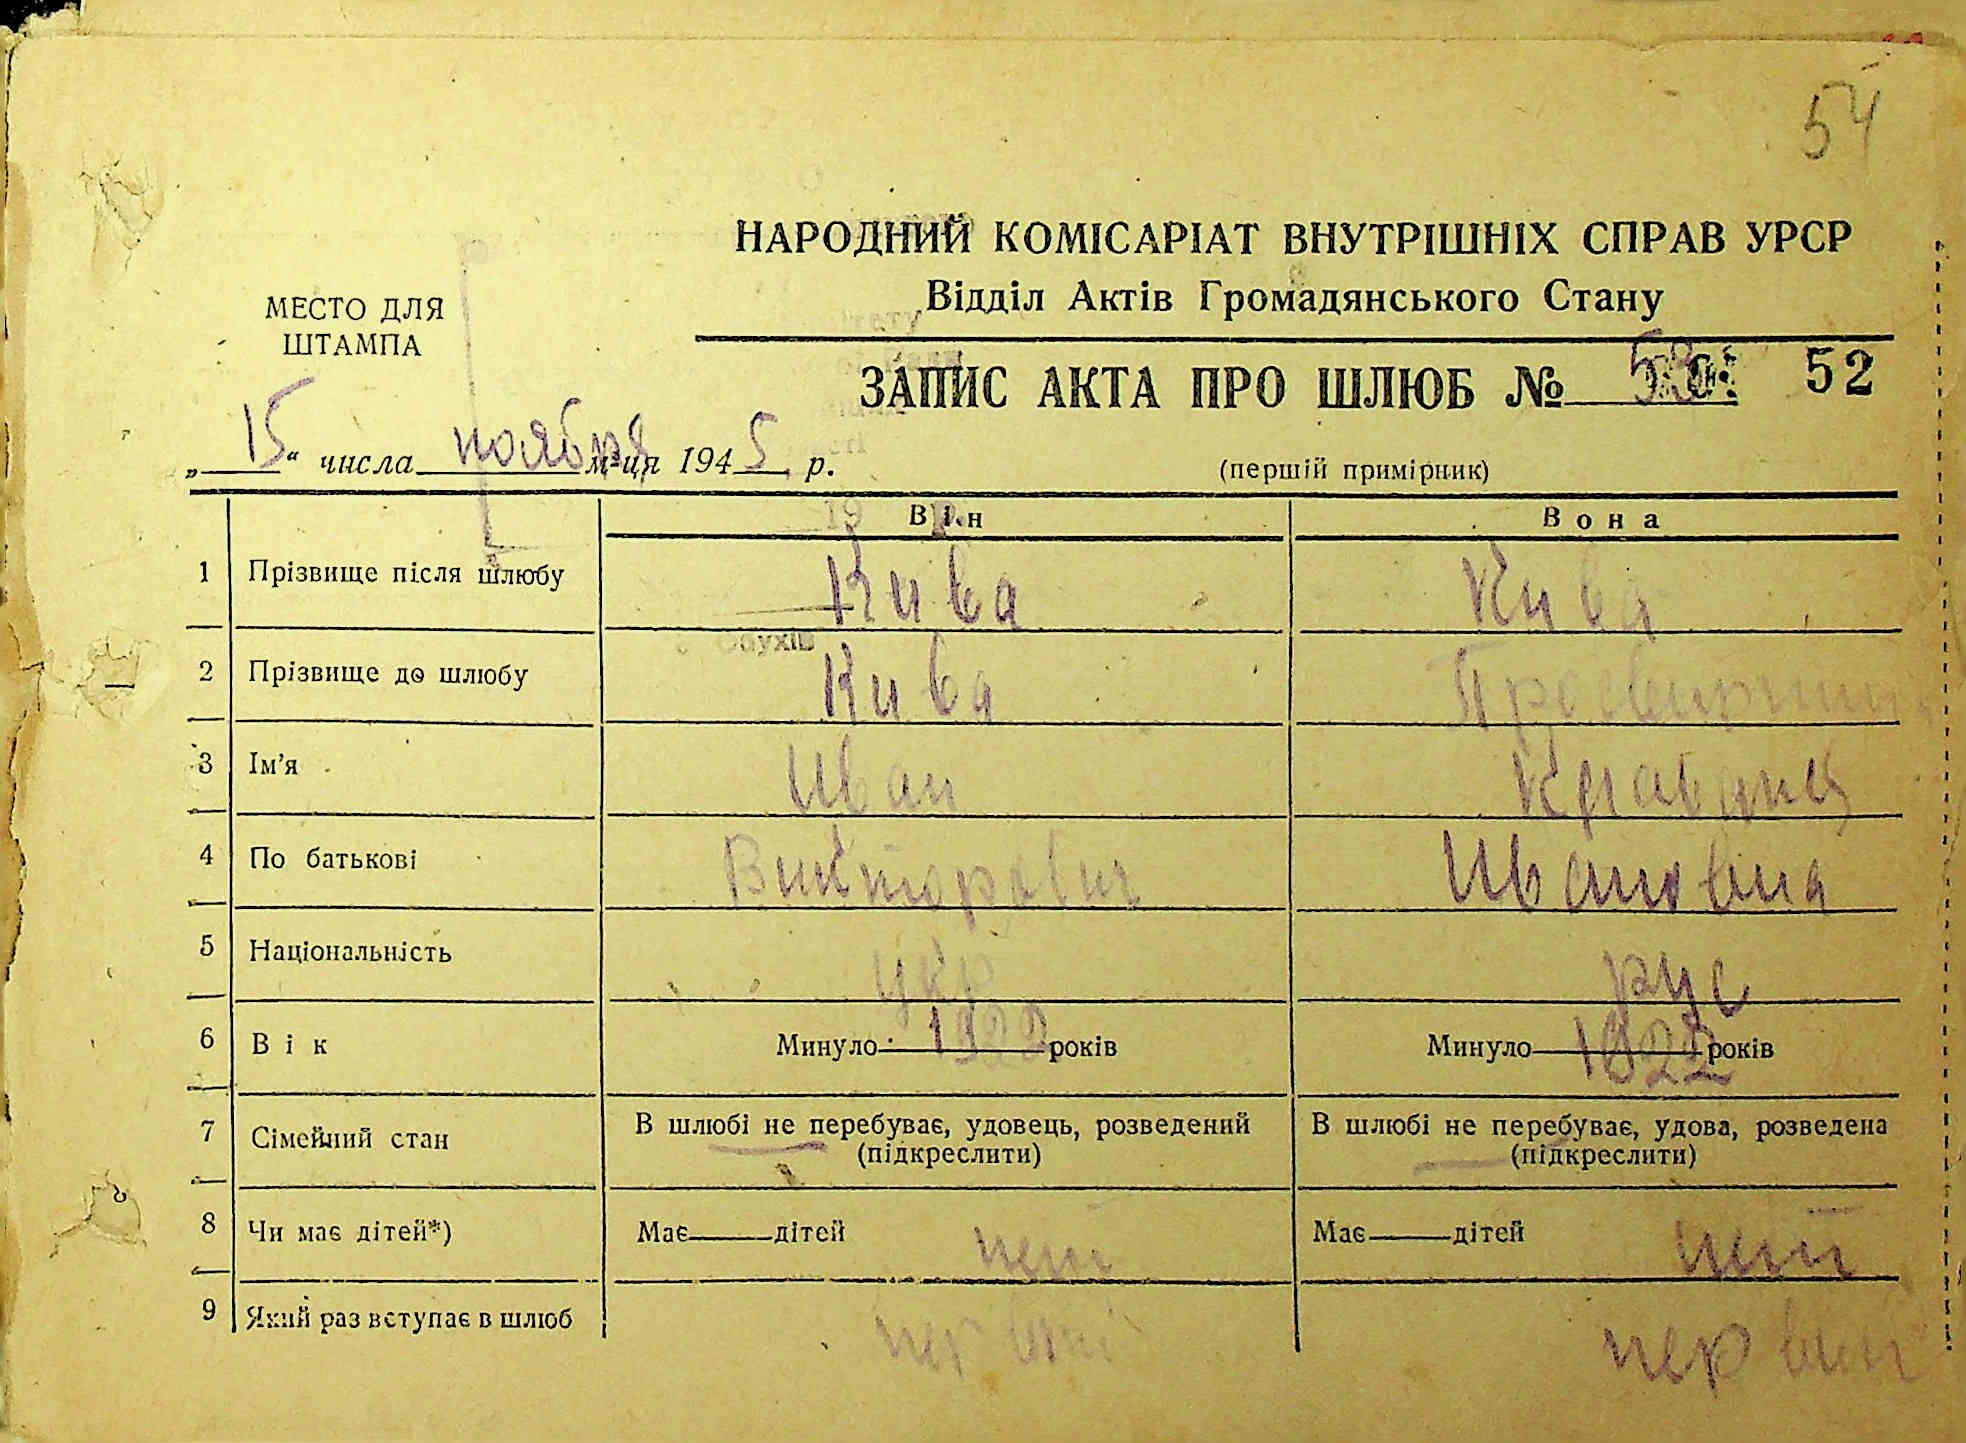 54
НАРОДНИЙ КОМІСАРІАТ ВНУТРІШНІХ СПРАВ УРСР
Відділ Актів Громадянського Стану
МЕСТО ДЛЯ
ШТАМПА
ЗАПИС АКТА ПРО ШЛЮБ № 52
„15“ числа ноября м-ця 1945 р.
(перший примірник)
Він Вона
1 Прізвище після шлюбу Кива Кива
2 Прізвище до шлюбу Кива
3 Ім'я Иван
4 По батькові Викторович Ивановна
5 Національність укр рус
6 Вік Минуло 1922 років Минуло 1922 років
7 Сімейний стан В шлюбі не перебуває, удовець, розведений (підкреслити) В шлюбі не перебуває, удова, розведена (підкреслити)
8 Чи має дітей*) Має дітей нет Має дітей нет
9 Який раз вступає в шлюб первый первый